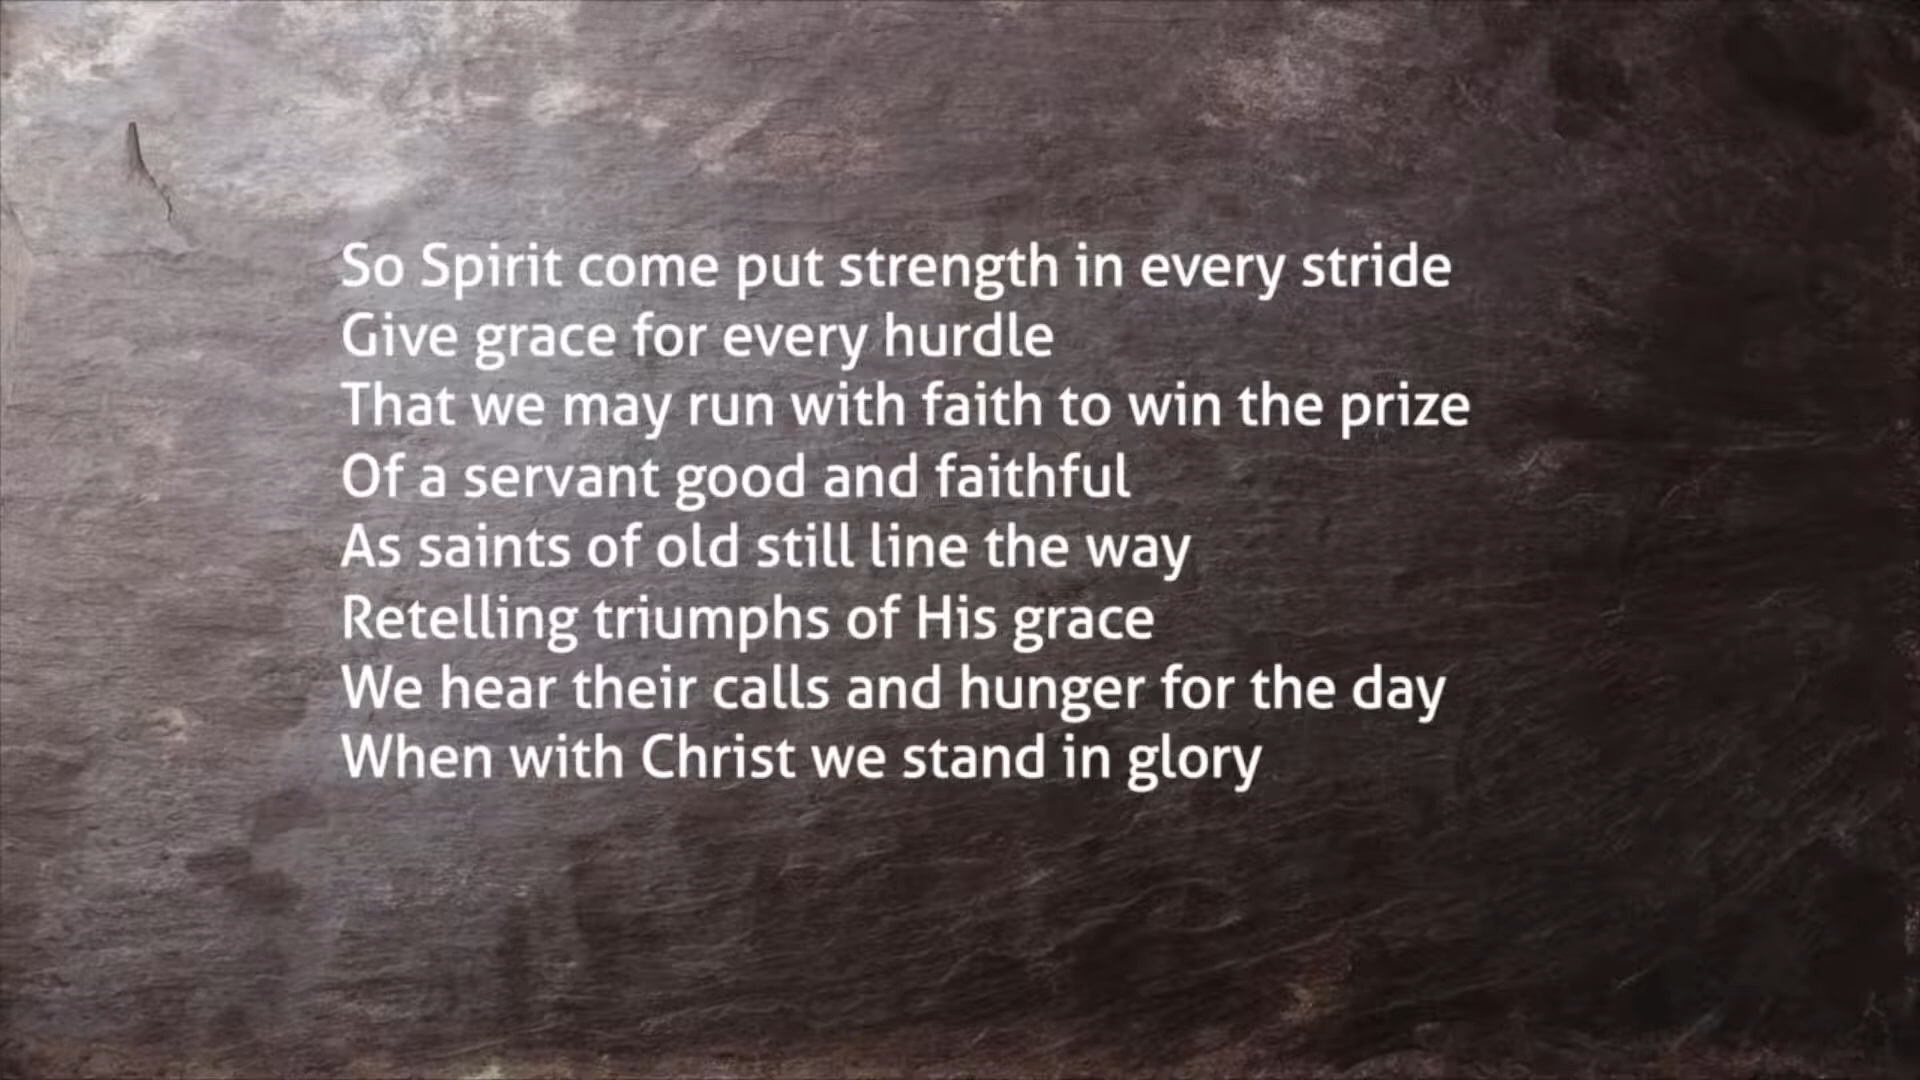 So Spirit come put strength in every stride
Give grace for every hurdle
That we may run with faith to win the prize
Of a servant good and faithful
As saints of old still line the way
Retelling triumphs of His grace
We hear their calls and hunger for the day
When with Christ we stand in glory